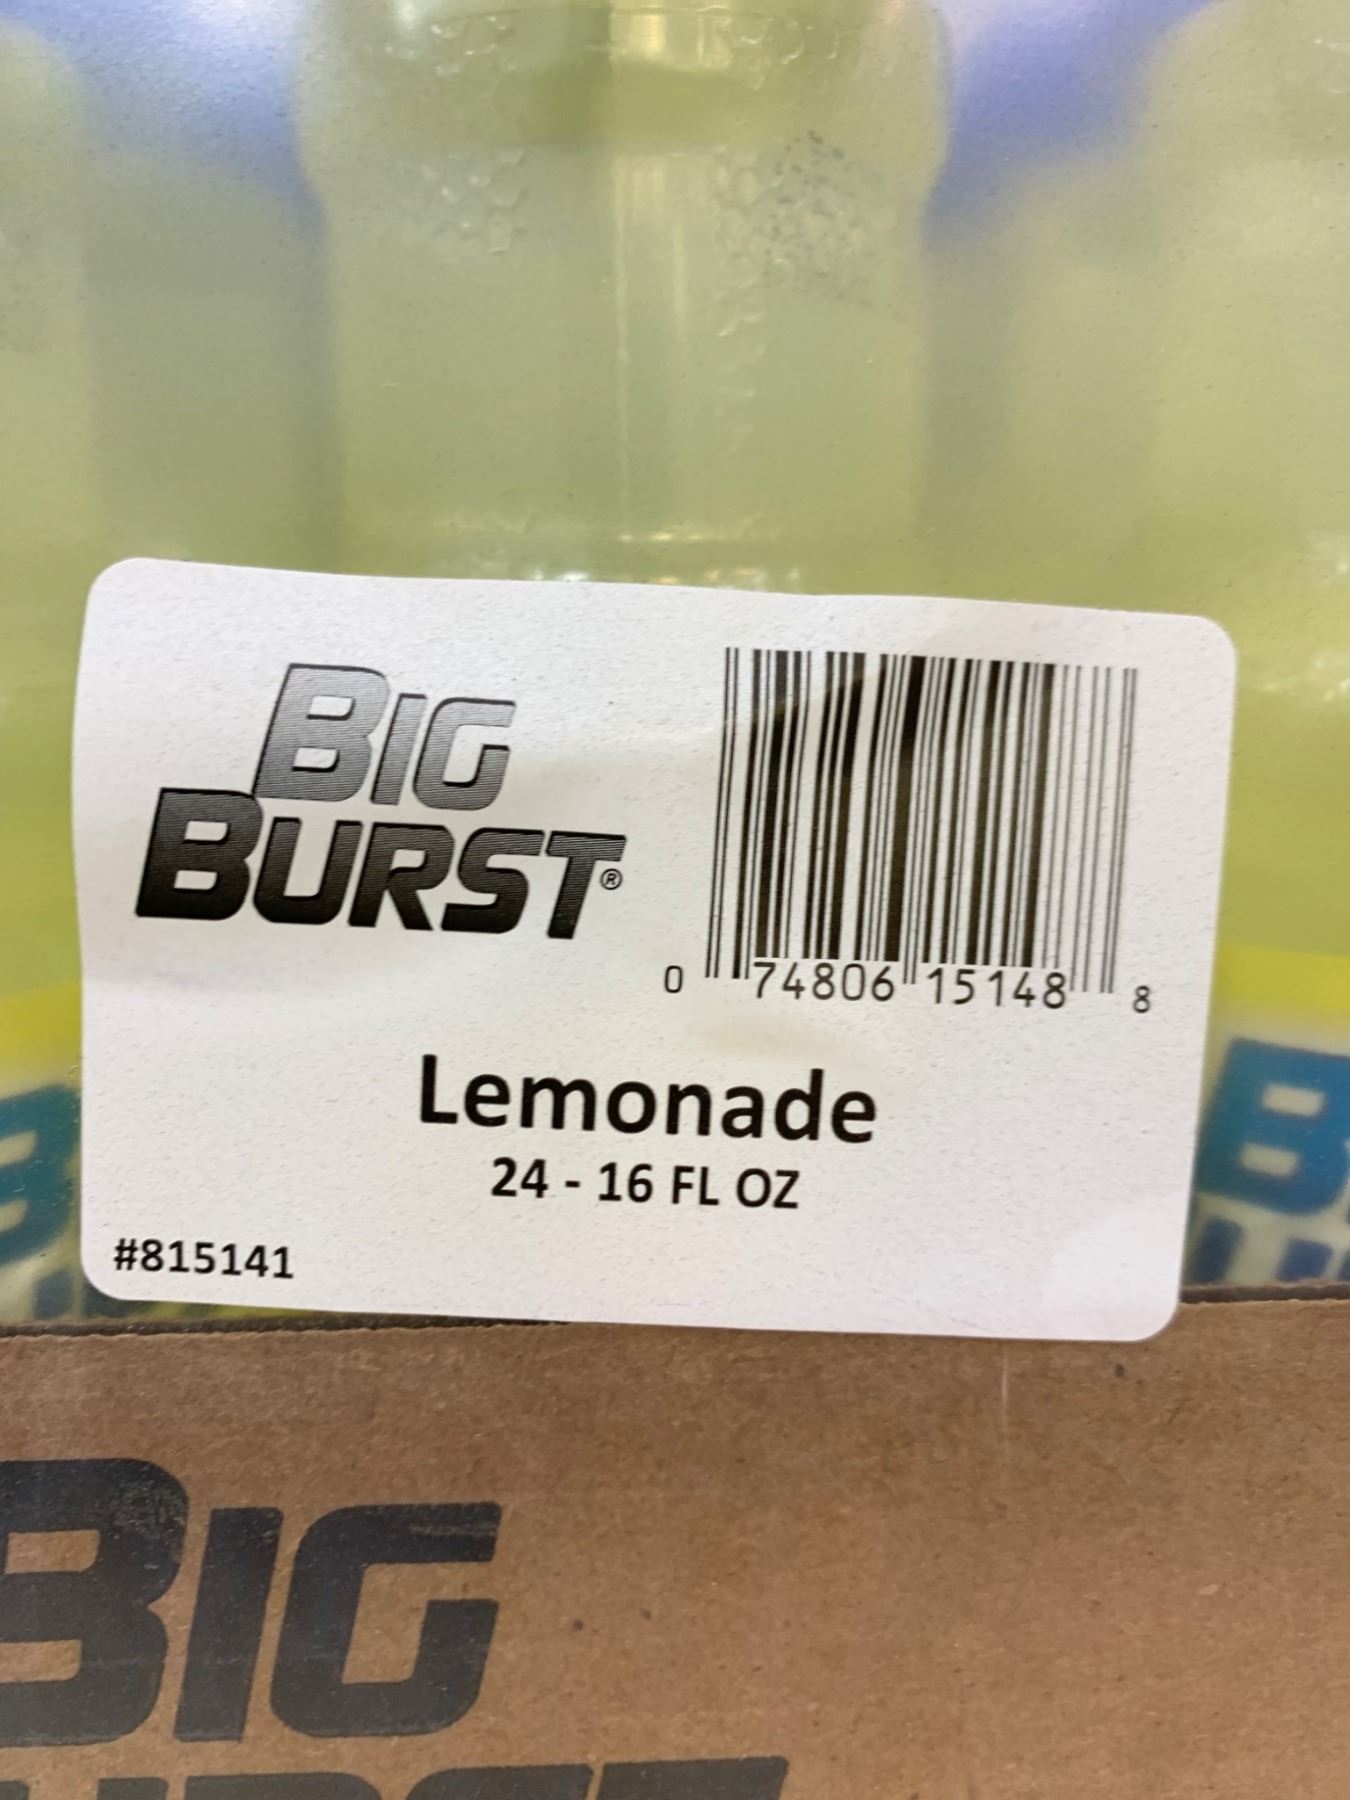 BIG
BURST®
0 74806 15148 8
Lemonade
24 - 16 FL OZ
#815141
BIG